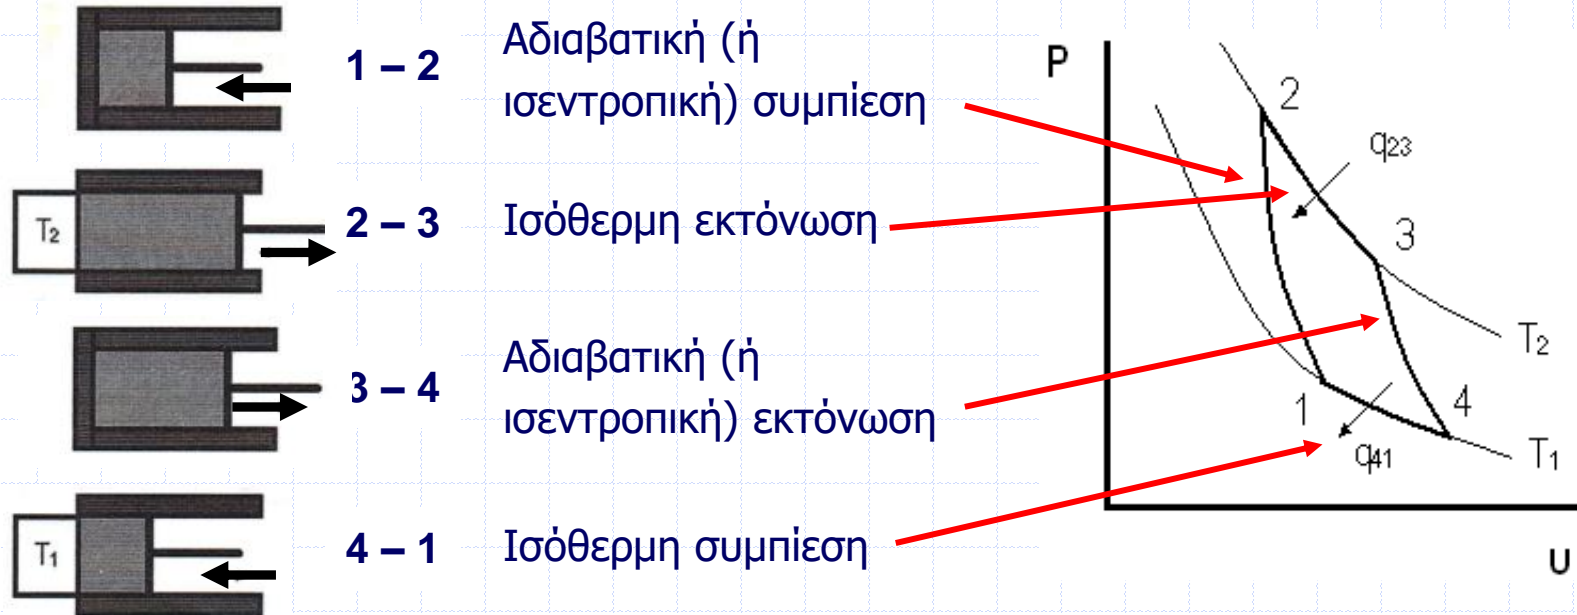 1 – 2
Αδιαβατική (ή
ισεντροπική) συμπίεση
T2
2 – 3
Ισόθερμη εκτόνωση
3 – 4
Αδιαβατική (ή
ισεντροπική) εκτόνωση
T1
4 – 1
Ισόθερμη συμπίεση
P
2
q23
3
T2
1
4
q41
T1
υ